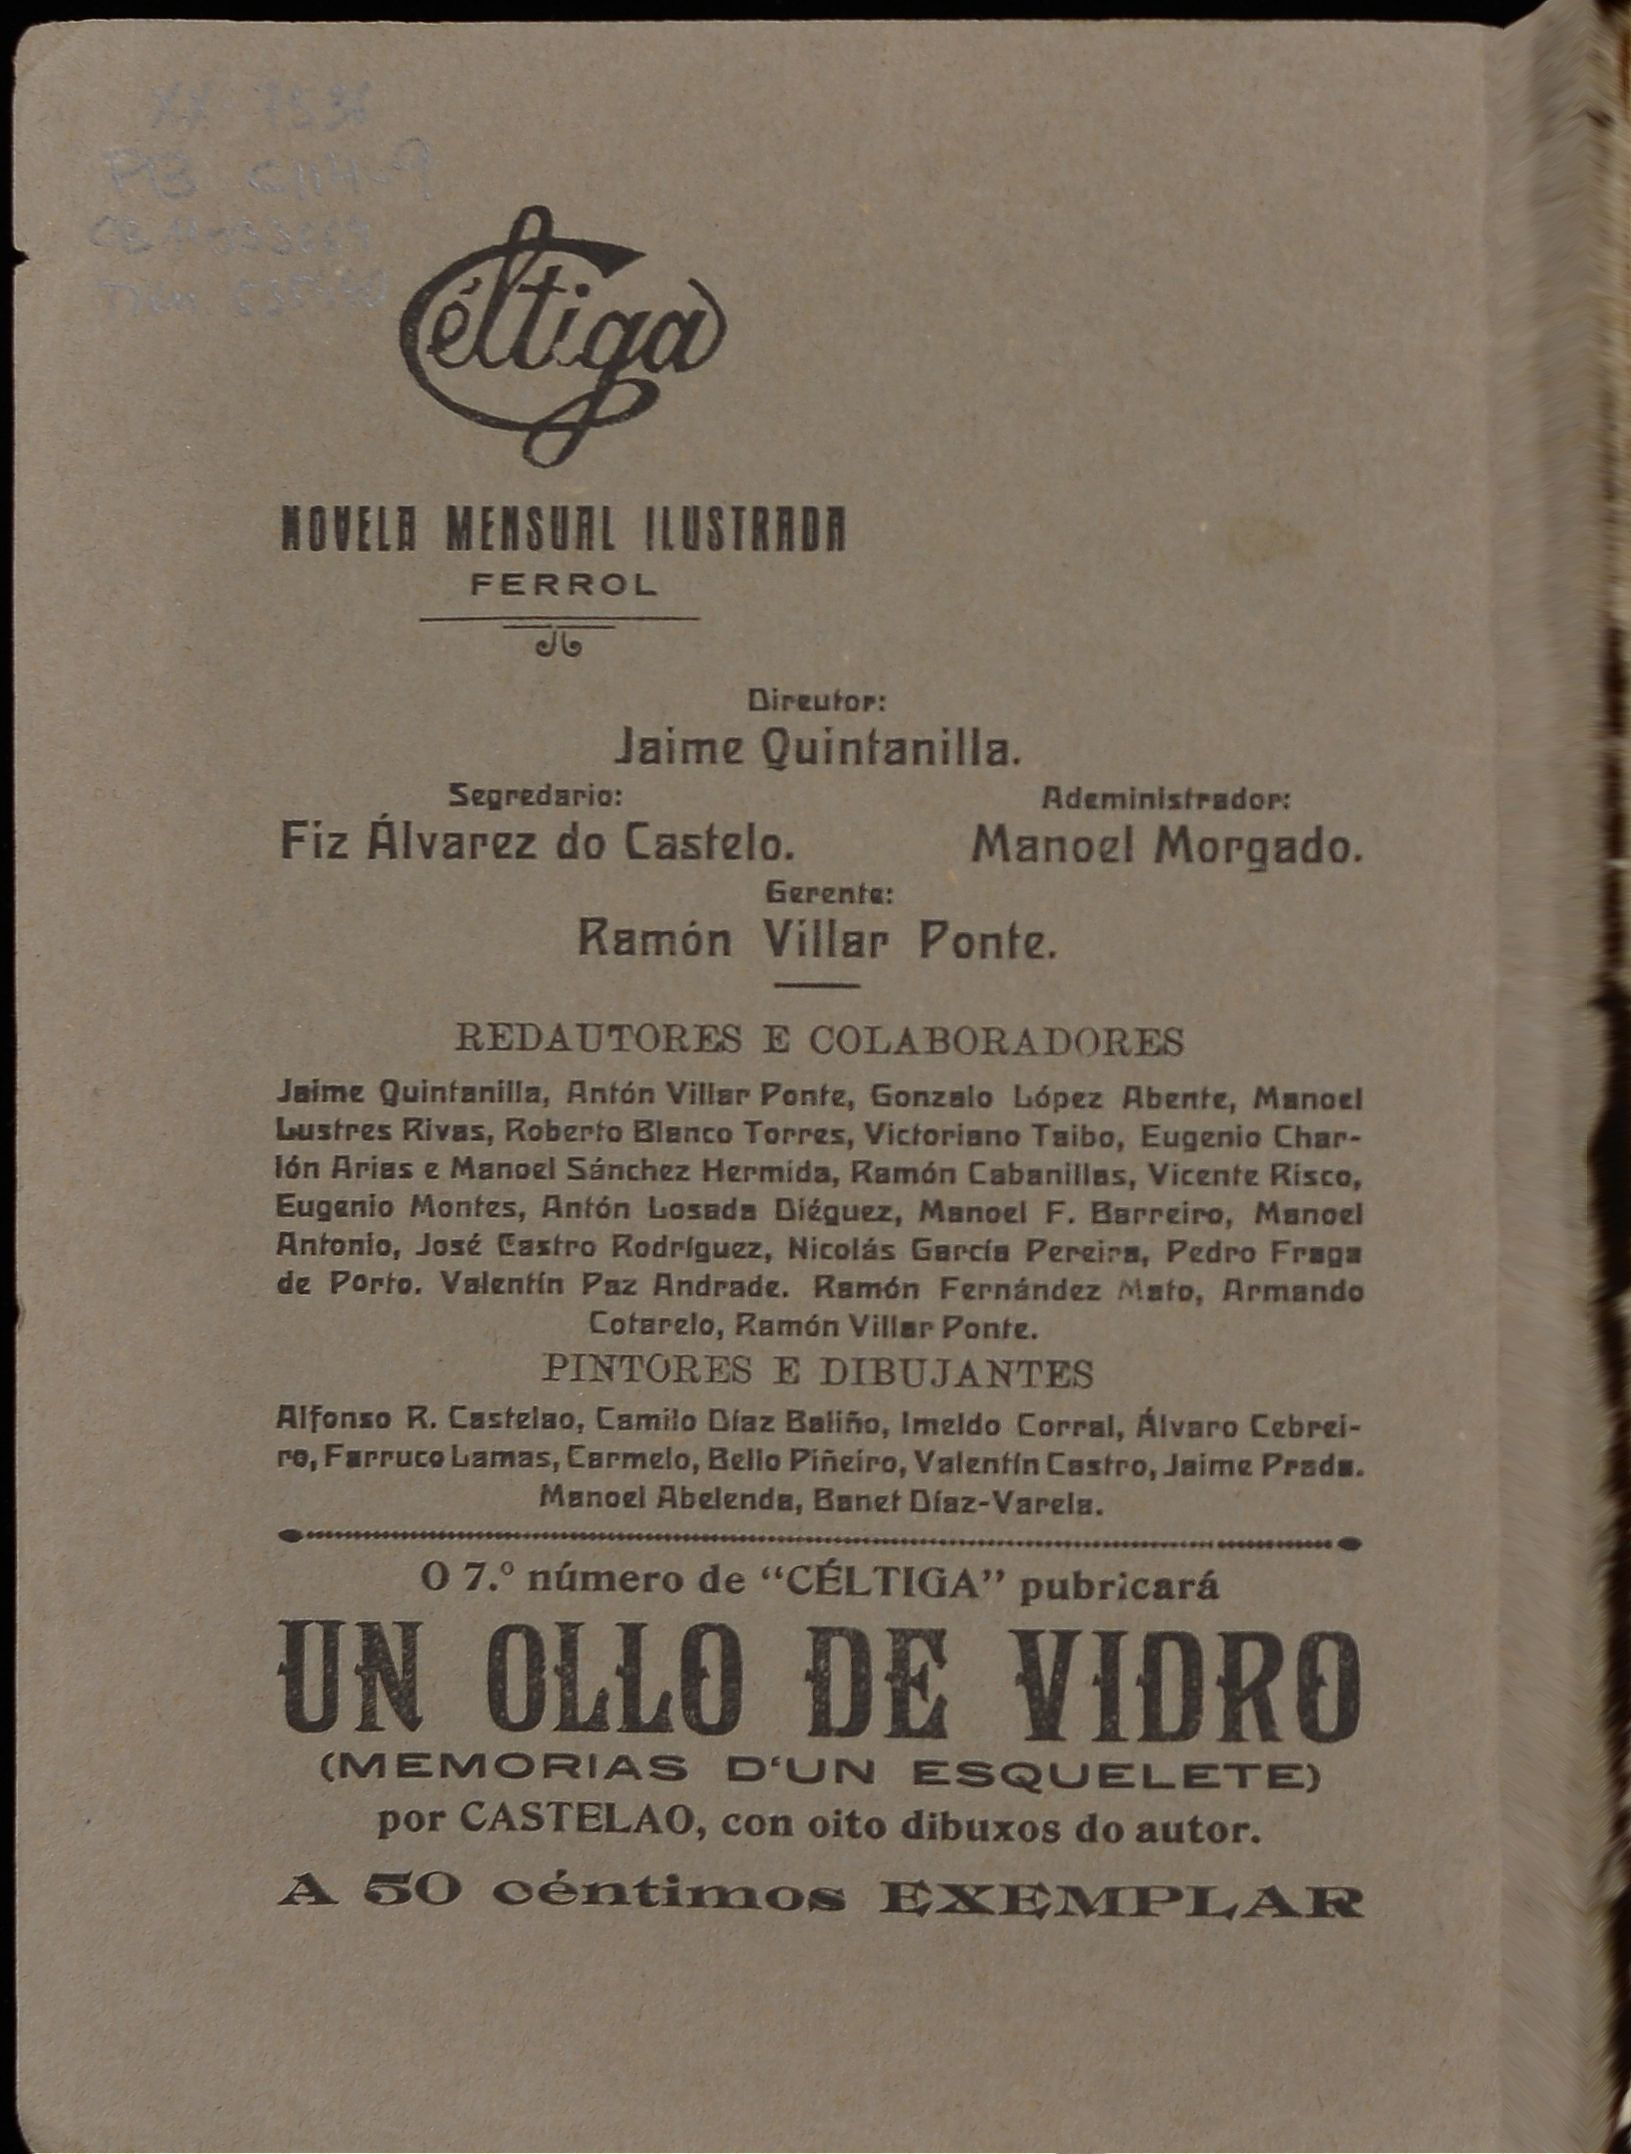 Céltiga
NOVELA MENSUAL ILUSTRADA
FERROL
Direutor:
Jaime Quintanilla.
Segredario:
Fiz Álvarez do Castelo.
Adeministrador:
Manoel Morgado.
Gerente:
Ramón Villar Ponte.
REDAUTORES E COLABORADORES
Jaime Quintanilla, Antón Villar Ponte, Gonzalo López Abente, Manoel
Lustres Rivas, Roberto Blanco Torres, Victoriano Taibo, Eugenio Char-
lón Arias e Manoel Sánchez Hermida, Ramón Cabanillas, Vicente Risco,
Eugenio Montes, Antón Losada Diéguez, Manoel F. Barreiro, Manoel
Antonio, José Castro Rodríguez, Nicolás García Pereira, Pedro Fraga
de Porto. Valentín Paz Andrade. Ramón Fernández Mato, Armando
Cotarelo, Ramón Villar Ponte.
PINTORES E DIBUJANTES
Alfonso R. Castelao, Camilo Díaz Baliño, Imeldo Corral, Álvaro Cebrei-
ro, Farruco Lamas, Carmelo, Bello Piñeiro, Valentín Castro, Jaime Prada.
Manoel Abelenda, Banet Díaz-Varela.
O 7.º número de “CÉLTIGA” pubricará
UN OLLO DE VIDRO
(MEMORIAS D‘UN ESQUELETE)
por CASTELAO, con oito dibuxos do autor.
A 50 céntimos EXEMPLAR